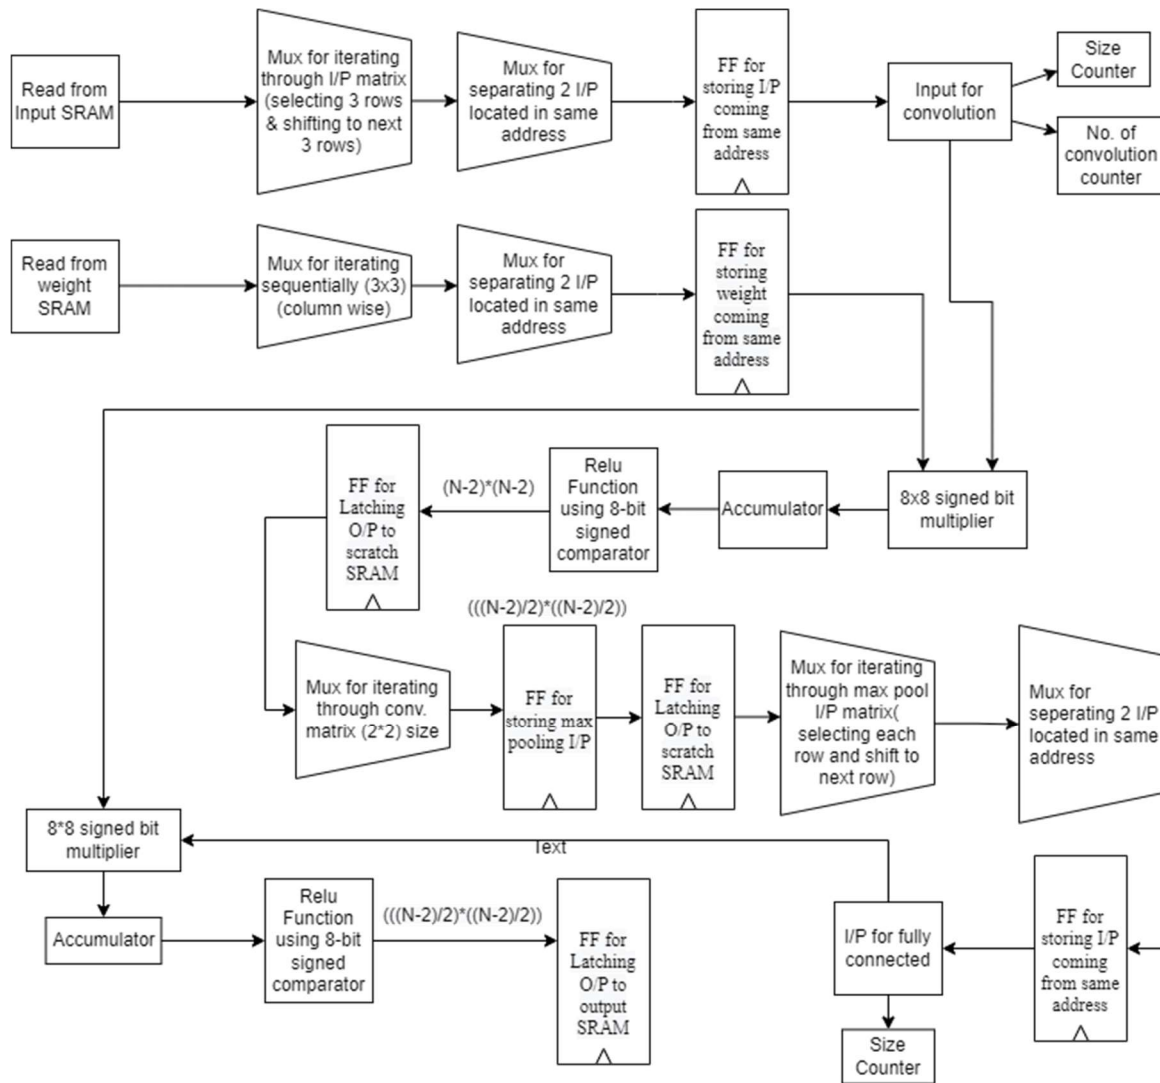 Read from
Input SRAM
Mux for iterating
through I/P matrix
(selecting 3 rows
& shifting to next
3 rows)
Mux for
separating 2 I/P
located in same
address
FF for
storing I/P
coming
from same
address
Input for
convolution
Size
Counter
No. of
convolution
counter
Read from
weight
SRAM
Mux for iterating
sequentially (3x3)
(column wise)
Mux for
separating 2 I/P
located in same
address
FF for
storing
weight
coming
from same
address
FF for
Latching
O/P to
scratch
SRAM
(N-2)*(N-2)
Relu
Function
using 8-bit
signed
comparator
Accumulator
8x8 signed bit
multiplier
(((N-2)/2)*((N-2)/2))
Mux for iterating
through conv.
matrix (2*2) size
FF for
storing max
pooling I/P
FF for
Latching
O/P to
scratch
SRAM
Mux for iterating
through max pool
I/P matrix(
selecting each
row and shift to
next row)
Mux for
seperating 2 I/P
located in same
address
8*8 signed bit
multiplier
Text
Accumulator
Relu
Function
using 8-bit
signed
comparator
(((N-2)/2)*((N-2)/2))
FF for
Latching
O/P to
output
SRAM
I/P for fully
connected
FF for
storing I/P
coming
from same
address
Size
Counter